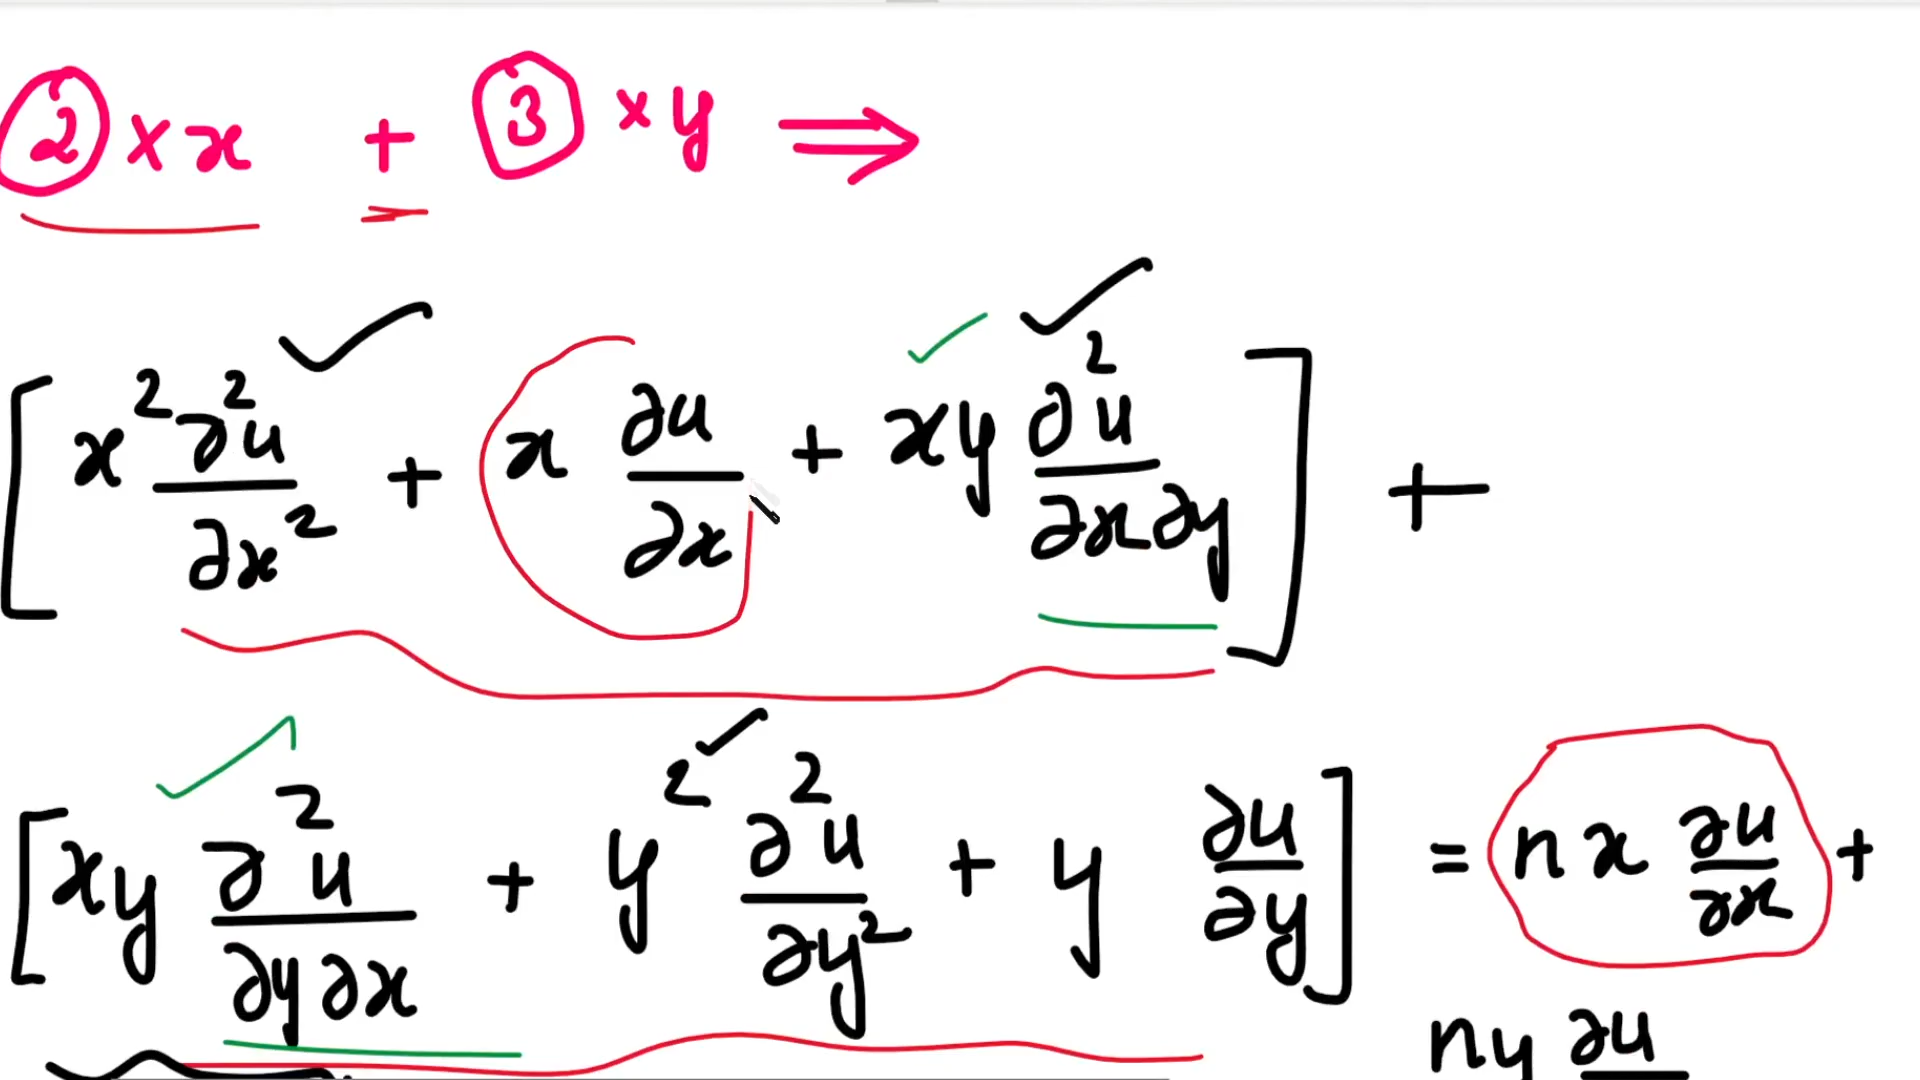 ② × x + ③ × y ⇒
[x² ∂²u/∂x² + x ∂u/∂x + xy ∂²u/∂x∂y] +
[xy ∂²u/∂y∂x + y² ∂²u/∂y² + y ∂u/∂y] = nx ∂u/∂x +
ny ∂u